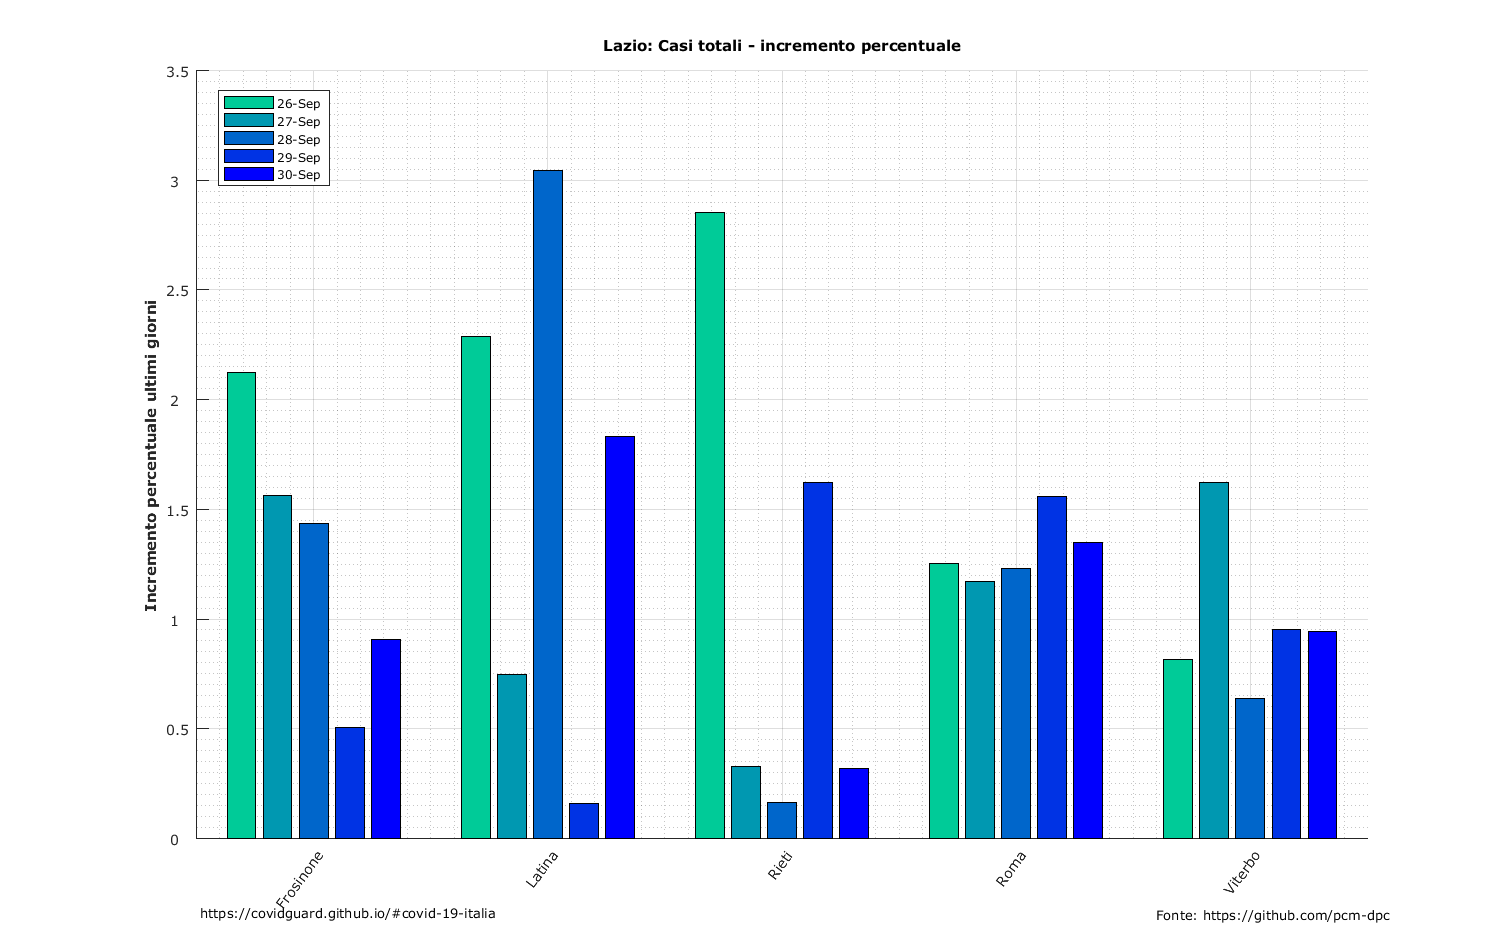 Lazio: Casi totali - incremento percentuale
3.5
3
2.5
2
1.5
1
0.5
0
Incremento percentuale ultimi giorni
26-Sep
27-Sep
28-Sep
29-Sep
30-Sep
Frosinone
Latina
Rieti
Roma
Viterbo
https://covidguard.github.io/#covid-19-italia
Fonte: https://github.com/pcm-dpc